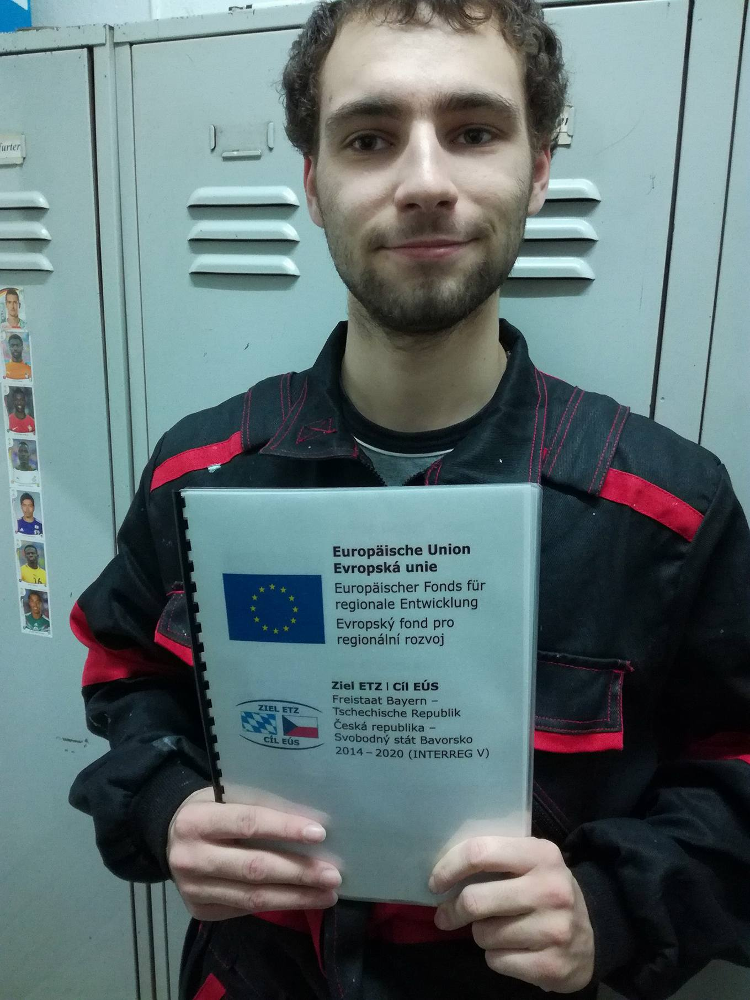 furter
Europäische Union
Evropská unie
Europäischer Fonds für
regionale Entwicklung
Evropský fond pro
regionální rozvoj
Ziel ETZ | Cíl EÚS
Freistaat Bayern –
Tschechische Republik
Česká republika –
Svobodný stát Bavorsko
2014 – 2020 (INTERREG V)
ZIEL ETZ
CÍL EÚS
16